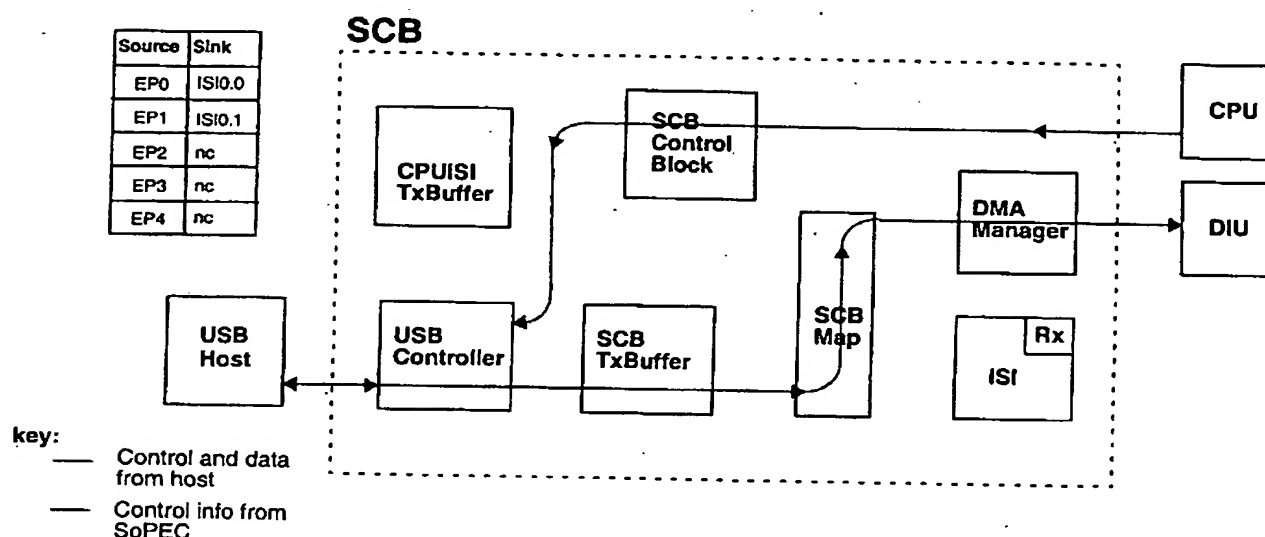 SCB
Source Sink
EP0 ISI0.0
EP1 ISI0.1
EP2 nc
EP3 nc
EP4 nc
CPUISI
TxBuffer
SCB
Control
Block
CPU
DMA
Manager
DIU
USB
Host
USB
Controller
SCB
TxBuffer
SCB
Map
Rx
ISI
key:
Control and data
from host
Control info from
SoPEC